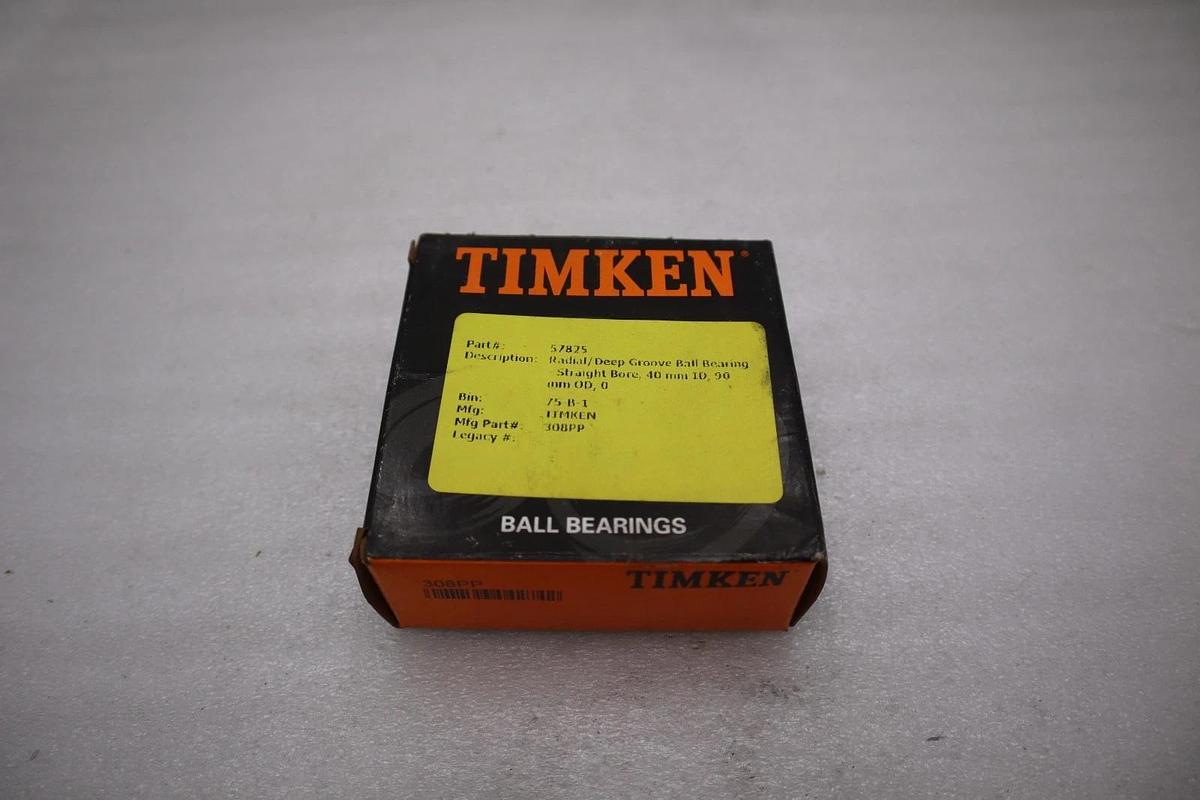 TIMKEN®
Part#: 57825
Description: Radial/Deep Groove Ball Bearing
Straight Bore, 40 mm ID, 90
mm OD, 0
Bin: 75-B-1
Mfg: TIMKEN
Mfg Part#: 308PP
Legacy #:
BALL BEARINGS
308PP
TIMKEN